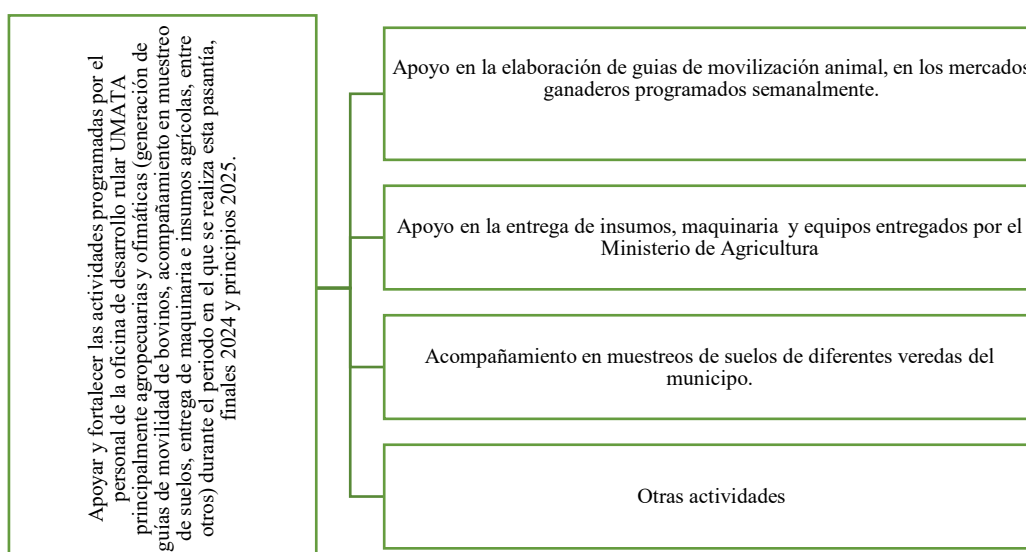 Apoyar y fortalecer las actividades programadas por el
personal de la oficina de desarrollo rular UMATA
principalmente agropecuarias y ofimáticas (generación de
guías de movilidad de bovinos, acompañamiento en muestreo
de suelos, entrega de maquinaria e insumos agrícolas, entre
otros) durante el periodo en el que se realiza esta pasantía,
finales 2024 y principios 2025.
Apoyo en la elaboración de guias de movilización animal, en los mercados
ganaderos programados semanalmente.
Apoyo en la entrega de insumos, maquinaria y equipos entregados por el
Ministerio de Agricultura
Acompañamiento en muestreos de suelos de diferentes veredas del
municipo.
Otras actividades